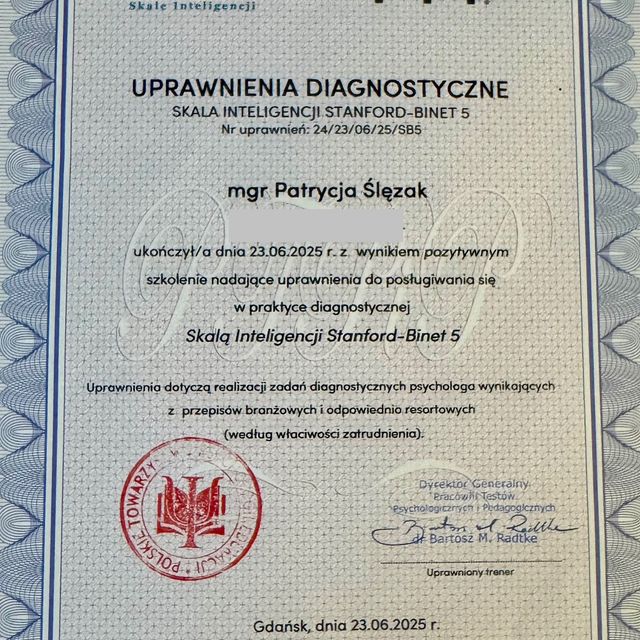 Skale Inteligencji
UPRAWNIENIA DIAGNOSTYCZNE
SKALA INTELIGENCJI STANFORD-BINET 5
Nr uprawnień: 24/23/06/25/SB5
mgr Patrycja Ślęzak
ukończył/a dnia 23.06.2025 r. z wynikiem pozytywnym
szkolenie nadające uprawnienia do posługiwania się
w praktyce diagnostycznej
Skalą Inteligencji Stanford-Binet 5
Uprawnienia dotyczą realizacji zadań diagnostycznych psychologa wynikających
z przepisów branżowych i odpowiednio resortowych
(według właciwości zatrudnienia).
POLSKIE TOWARZY
Dyrektor Generalny
Pracowni Testów
Psychologicznych i Pedagogicznych
dr Bartosz M. Radtke
Uprawniony trener
Gdańsk, dnia 23.06.2025 r.